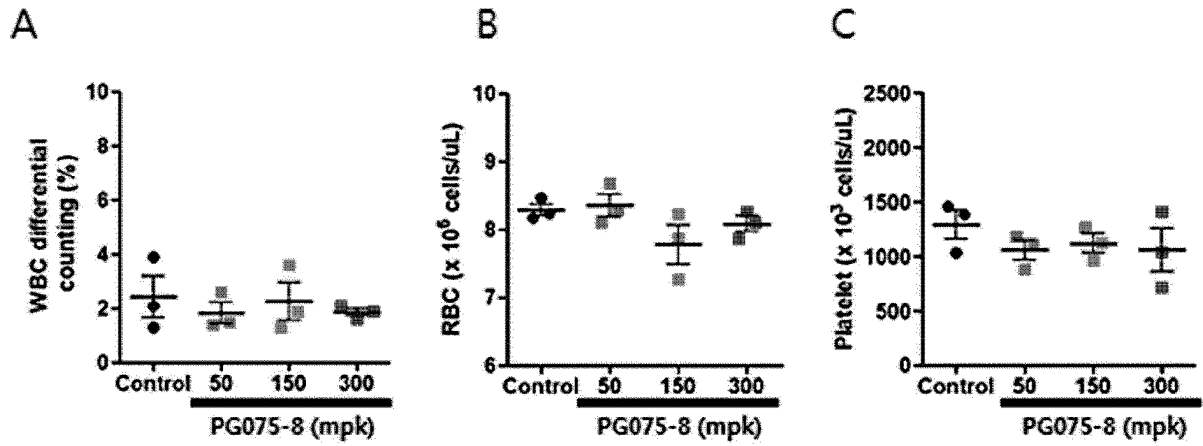 A
WBC differential
counting (%)
10
8
6
4
2
0
Control 50 150 300
PG075-8 (mpk)
B
RBC (x 10⁶ cells/uL)
10
9
8
7
6
Control 50 150 300
PG075-8 (mpk)
C
Platelet (x 10³ cells/uL)
2500
2000
1500
1000
500
0
Control 50 150 300
PG075-8 (mpk)